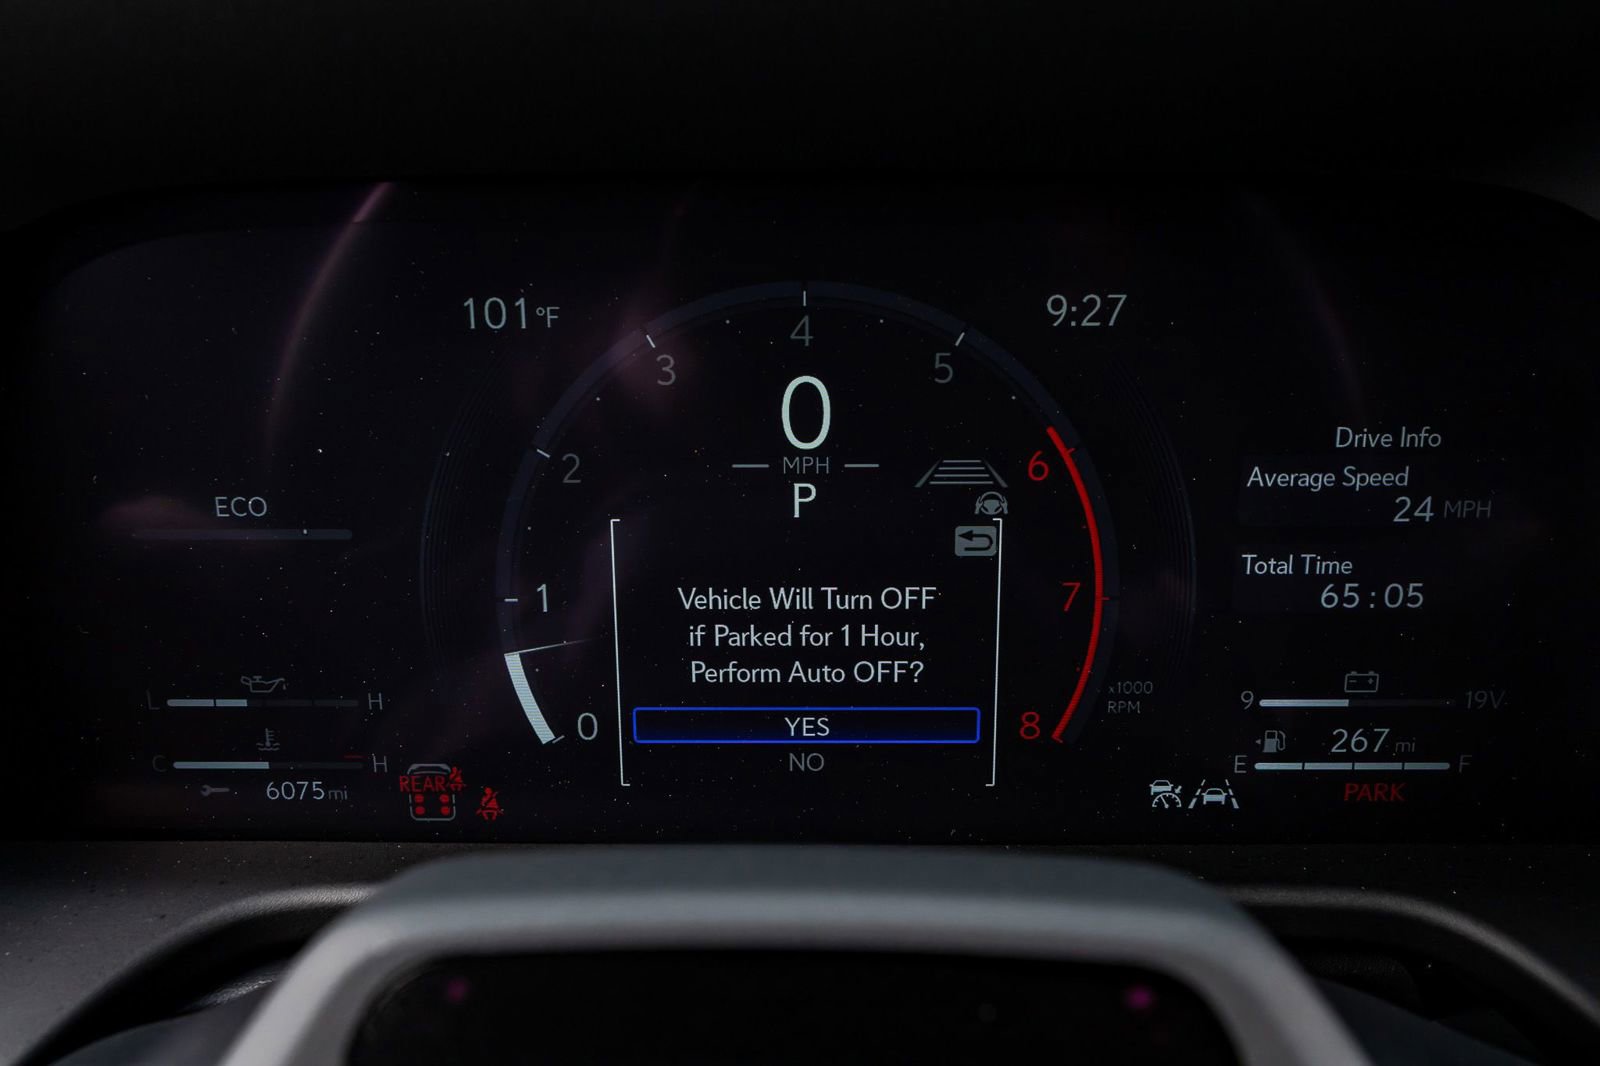 101°F
9:27
4
3
5
0
2
MPH
6
P
Drive Info
Average Speed
24 MPH
ECO
Total Time
65:05
1
7
Vehicle Will Turn OFF
if Parked for 1 Hour,
Perform Auto OFF?
YES
NO
x1000
RPM
0
8
L H
C H
6075 mi
REAR
9 19V
267 mi
E F
PARK